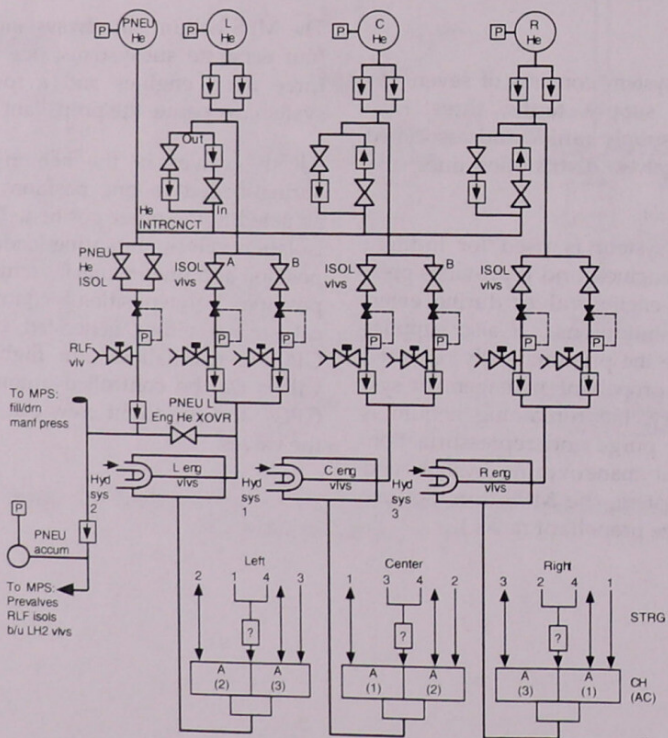 PNEU
He
P
L
He
P
C
He
P
R
He
P
Out
In
He
INTRCNCT
PNEU
He
ISOL
ISOL
vlvs
A
B
ISOL
vlvs
A
B
ISOL
vlvs
A
B
P
P
P
P
P
P
P
RLF
vlv
To MPS:
fill/drn
manf press
PNEU L
Eng He XOVR
Hyd
sys
2
L eng
vlvs
Hyd
sys
1
C eng
vlvs
Hyd
sys
3
R eng
vlvs
P
PNEU
accum
To MPS:
Prevalves
RLF isols
b/u LH2 vlvs
Left
Center
Right
2 1 4 3 1 3 4 2 3 2 4 1
STRG
? ? ?
A
(2)
A
(3)
A
(1)
A
(2)
A
(3)
A
(1)
CH
(AC)